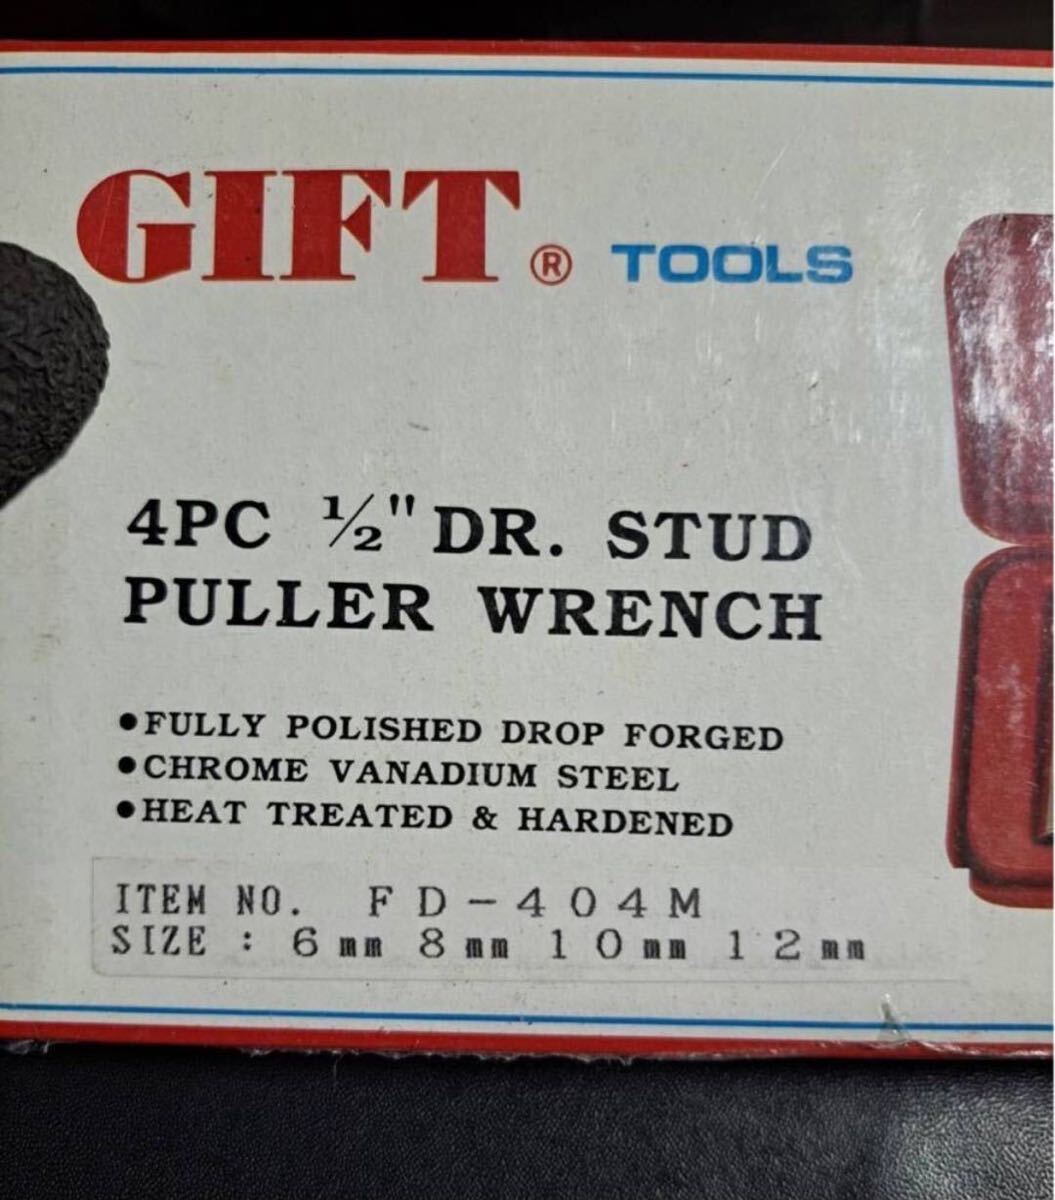 GIFT® TOOLS
4PC ½" DR. STUD
PULLER WRENCH
•FULLY POLISHED DROP FORGED
•CHROME VANADIUM STEEL
•HEAT TREATED & HARDENED
ITEM NO. FD-404M
SIZE : 6mm 8mm 10mm 12mm